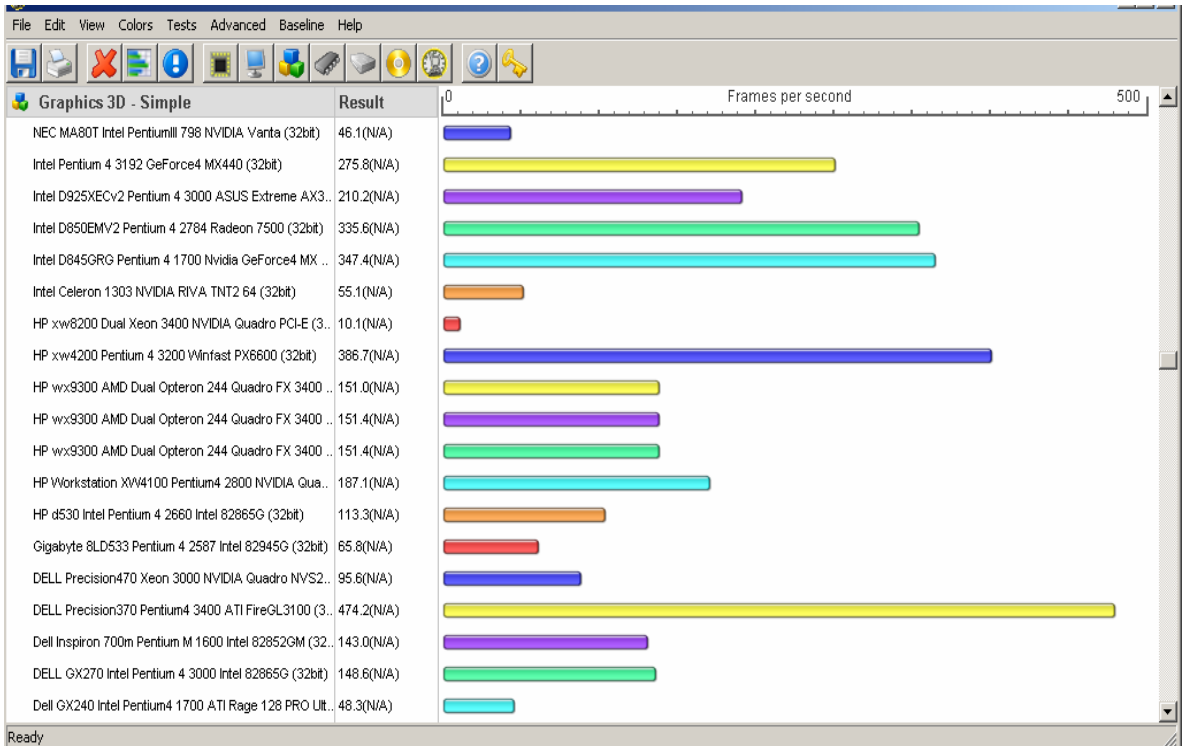 File Edit View Colors Tests Advanced Baseline Help
Graphics 3D - Simple Result 0 Frames per second 500
NEC MA80T Intel PentiumIII 798 NVIDIA Vanta (32bit) 46.1(N/A)
Intel Pentium 4 3192 GeForce4 MX440 (32bit) 275.8(N/A)
Intel D925XECv2 Pentium 4 3000 ASUS Extreme AX3.. 210.2(N/A)
Intel D850EMV2 Pentium 4 2784 Radeon 7500 (32bit) 335.6(N/A)
Intel D845GRG Pentium 4 1700 Nvidia GeForce4 MX .. 347.4(N/A)
Intel Celeron 1303 NVIDIA RIVA TNT2 64 (32bit) 55.1(N/A)
HP xw8200 Dual Xeon 3400 NVIDIA Quadro PCI-E (3.. 10.1(N/A)
HP xw4200 Pentium 4 3200 Winfast PX6600 (32bit) 386.7(N/A)
HP wx9300 AMD Dual Opteron 244 Quadro FX 3400 .. 151.0(N/A)
HP wx9300 AMD Dual Opteron 244 Quadro FX 3400 .. 151.4(N/A)
HP wx9300 AMD Dual Opteron 244 Quadro FX 3400 .. 151.4(N/A)
HP Workstation XW4100 Pentium4 2800 NVIDIA Qua.. 187.1(N/A)
HP d530 Intel Pentium 4 2660 Intel 82865G (32bit) 113.3(N/A)
Gigabyte 8LD533 Pentium 4 2587 Intel 82945G (32bit) 65.8(N/A)
DELL Precision470 Xeon 3000 NVIDIA Quadro NVS2.. 95.6(N/A)
DELL Precision370 Pentium4 3400 ATI FireGL3100 (3.. 474.2(N/A)
Dell Inspiron 700m Pentium M 1600 Intel 82852GM (32.. 143.0(N/A)
DELL GX270 Intel Pentium 4 3000 Intel 82865G (32bit) 148.6(N/A)
Dell GX240 Intel Pentium4 1700 ATI Rage 128 PRO Ult.. 48.3(N/A)
Ready